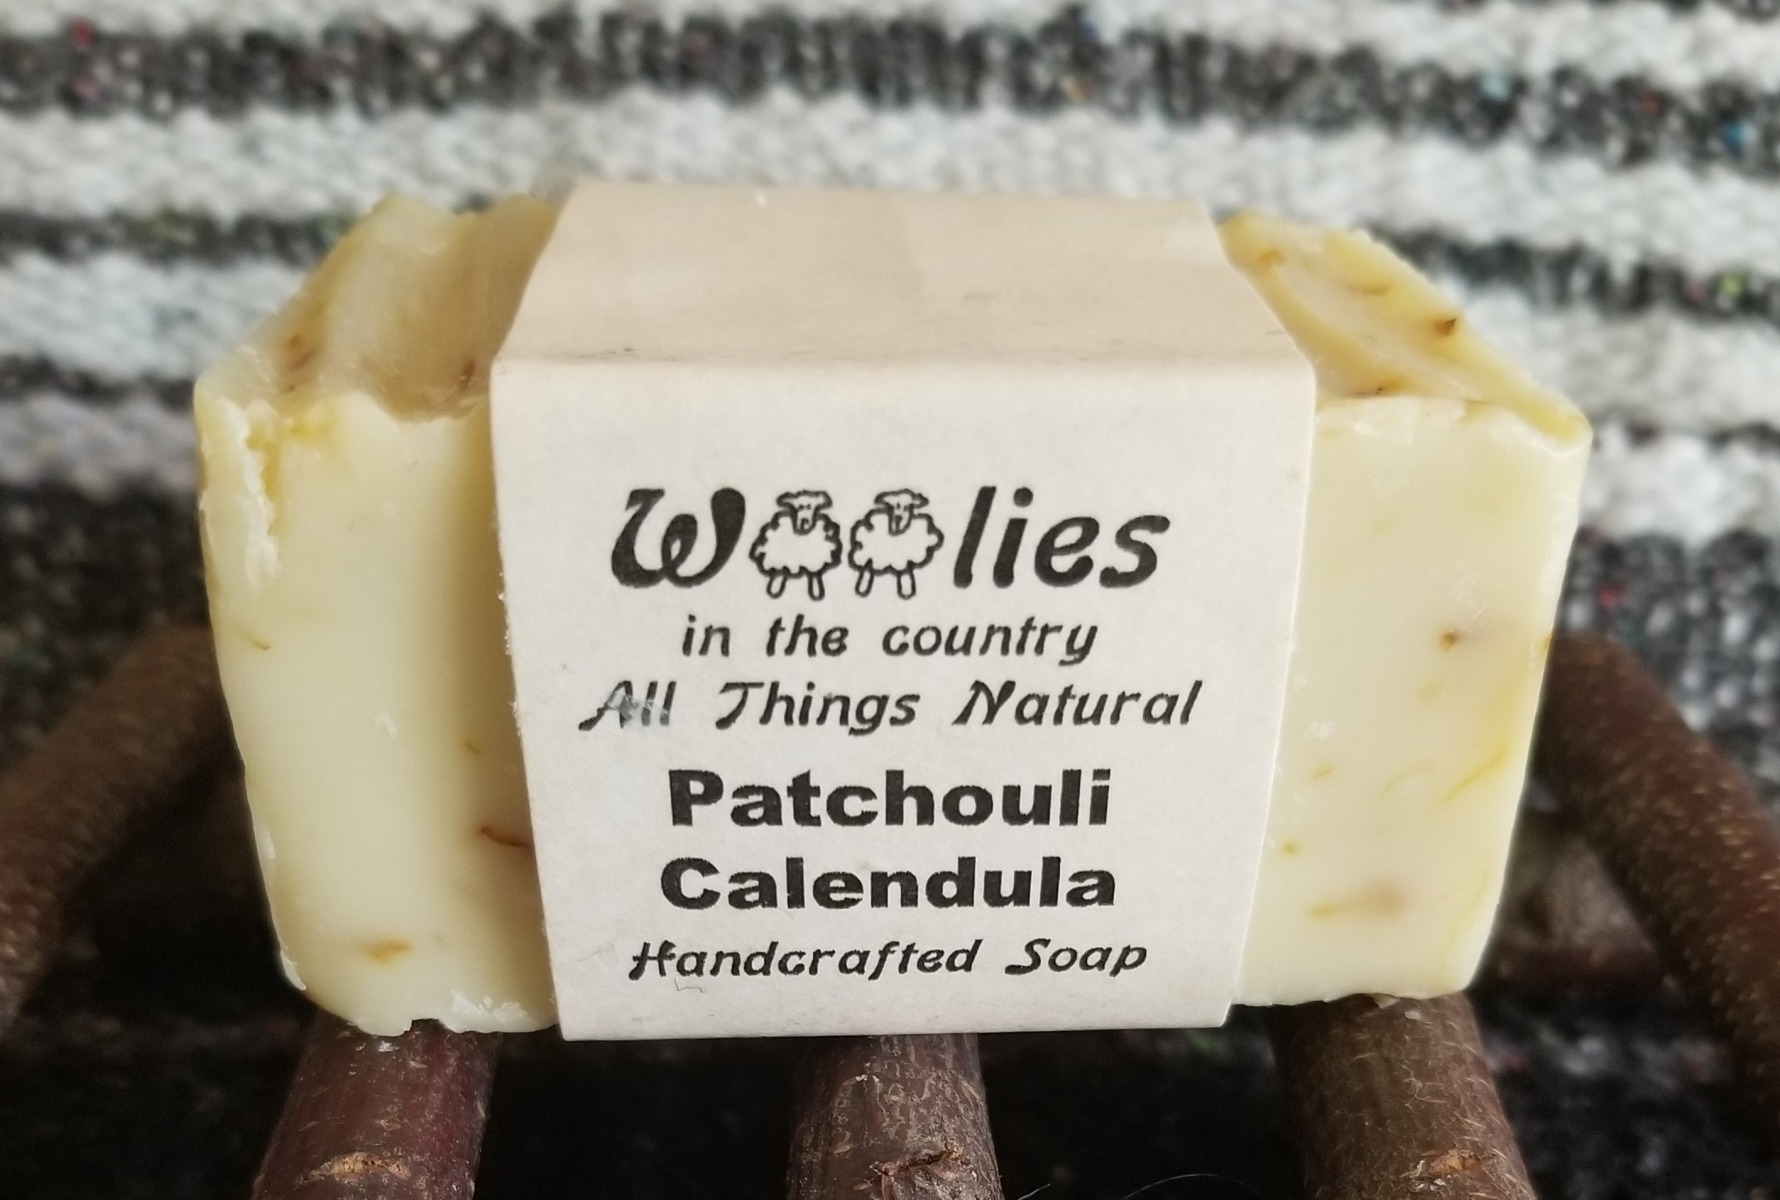 Woolies
in the country
All Things Natural
Patchouli
Calendula
Handcrafted Soap